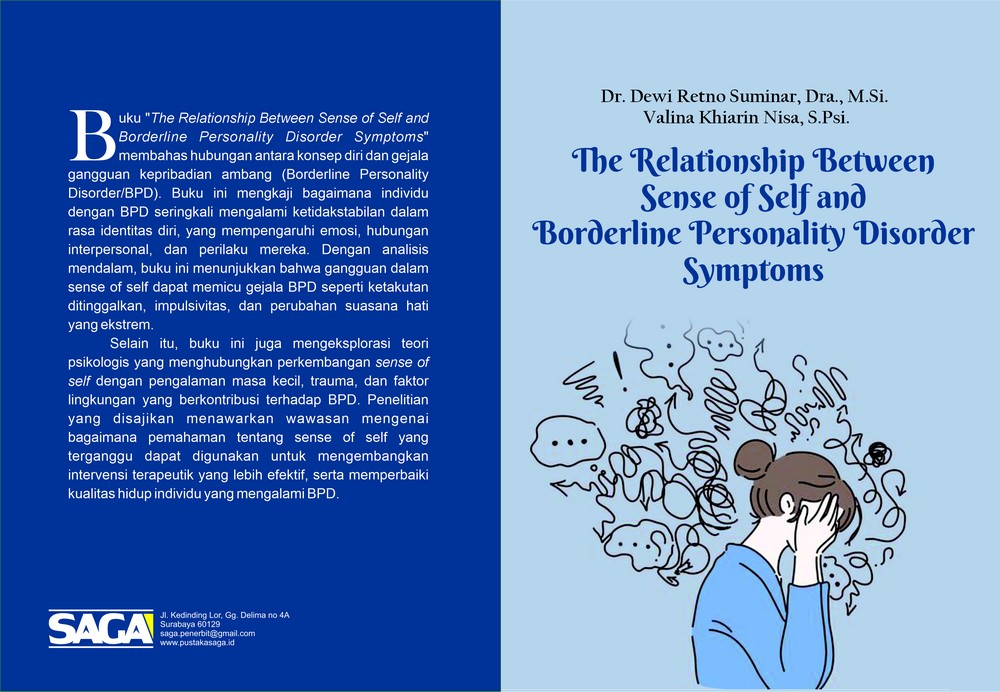 Buku "The Relationship Between Sense of Self and
Borderline Personality Disorder Symptoms"
membahas hubungan antara konsep diri dan gejala
gangguan kepribadian ambang (Borderline Personality
Disorder/BPD). Buku ini mengkaji bagaimana individu
dengan BPD seringkali mengalami ketidakstabilan dalam
rasa identitas diri, yang mempengaruhi emosi, hubungan
interpersonal, dan perilaku mereka. Dengan analisis
mendalam, buku ini menunjukkan bahwa gangguan dalam
sense of self dapat memicu gejala BPD seperti ketakutan
ditinggalkan, impulsivitas, dan perubahan suasana hati
yang ekstrem.
Selain itu, buku ini juga mengeksplorasi teori
psikologis yang menghubungkan perkembangan sense of
self dengan pengalaman masa kecil, trauma, dan faktor
lingkungan yang berkontribusi terhadap BPD. Penelitian
yang disajikan menawarkan wawasan mengenai
bagaimana pemahaman tentang sense of self yang
terganggu dapat digunakan untuk mengembangkan
intervensi terapeutik yang lebih efektif, serta memperbaiki
kualitas hidup individu yang mengalami BPD.
SAGA
Jl. Kedinding Lor, Gg. Delima no 4A
Surabaya 60129
saga.penerbit@gmail.com
www.pustakasaga.id
Dr. Dewi Retno Suminar, Dra., M.Si.
Valina Khiarin Nisa, S.Psi.
The Relationship Between
Sense of Self and
Borderline Personality Disorder
Symptoms